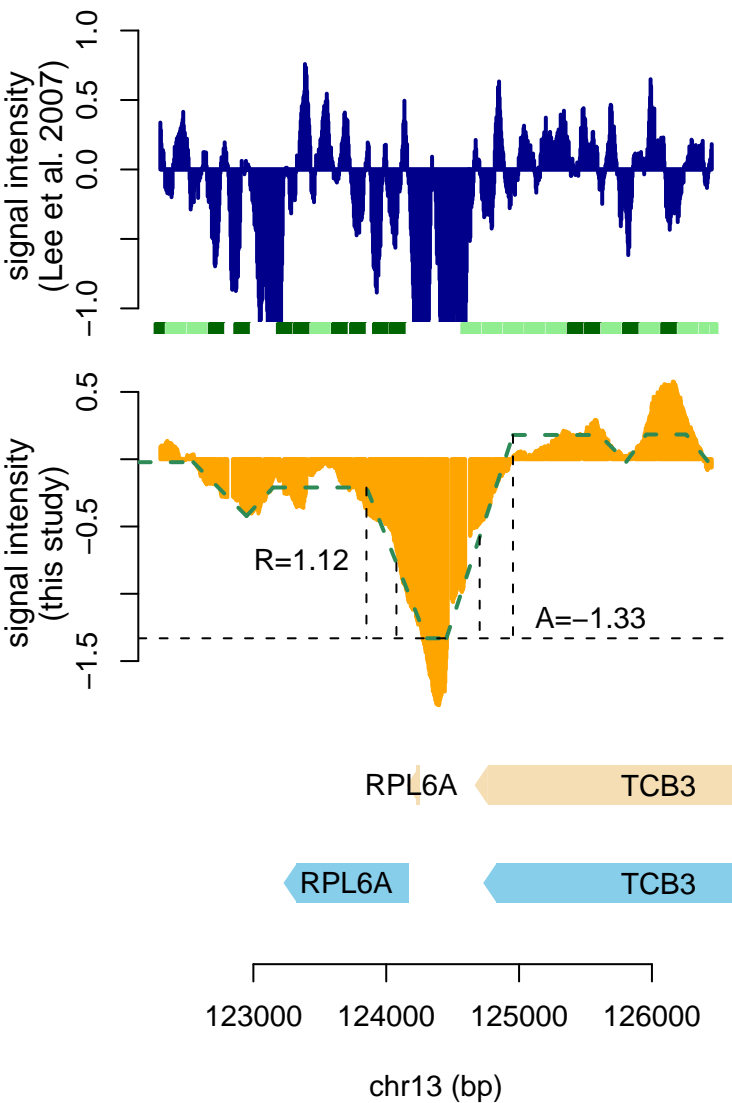 signal intensity
(Lee et al. 2007)
1.0
0.5
0.0
−1.0
signal intensity
(this study)
0.5
−0.5
−1.5
R=1.12
A=−1.33
RPL6A
TCB3
RPL6A
TCB3
123000 124000 125000 126000
chr13 (bp)